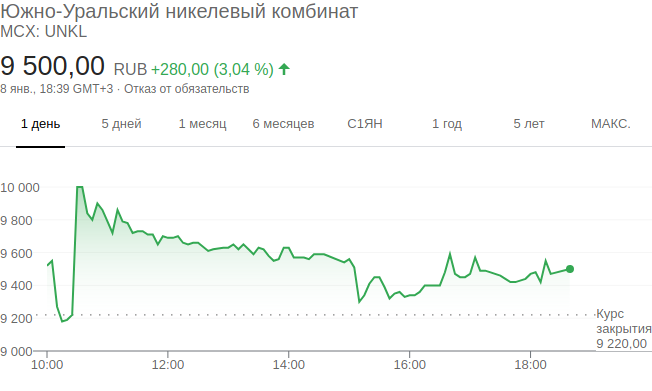 Южно-Уральский никелевый комбинат
MCX: UNKL
9 500,00 RUB +280,00 (3,04 %)
8 янв., 18:39 GMT+3 · Отказ от обязательств
1 день 5 дней 1 месяц 6 месяцев С1ЯН 1 год 5 лет МАКС.
10 000
9 800
9 600
9 400
9 200
9 000
Курс
закрытия
9 220,00
10:00 12:00 14:00 16:00 18:00